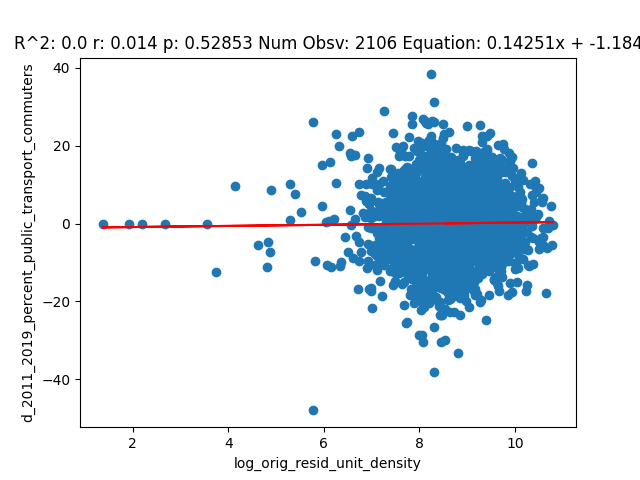 R^2: 0.0 r: 0.014 p: 0.52853 Num Obsv: 2106 Equation: 0.14251x + -1.184
d_2011_2019_percent_public_transport_commuters
40
20
0
−20
−40
2 4 6 8 10
log_orig_resid_unit_density